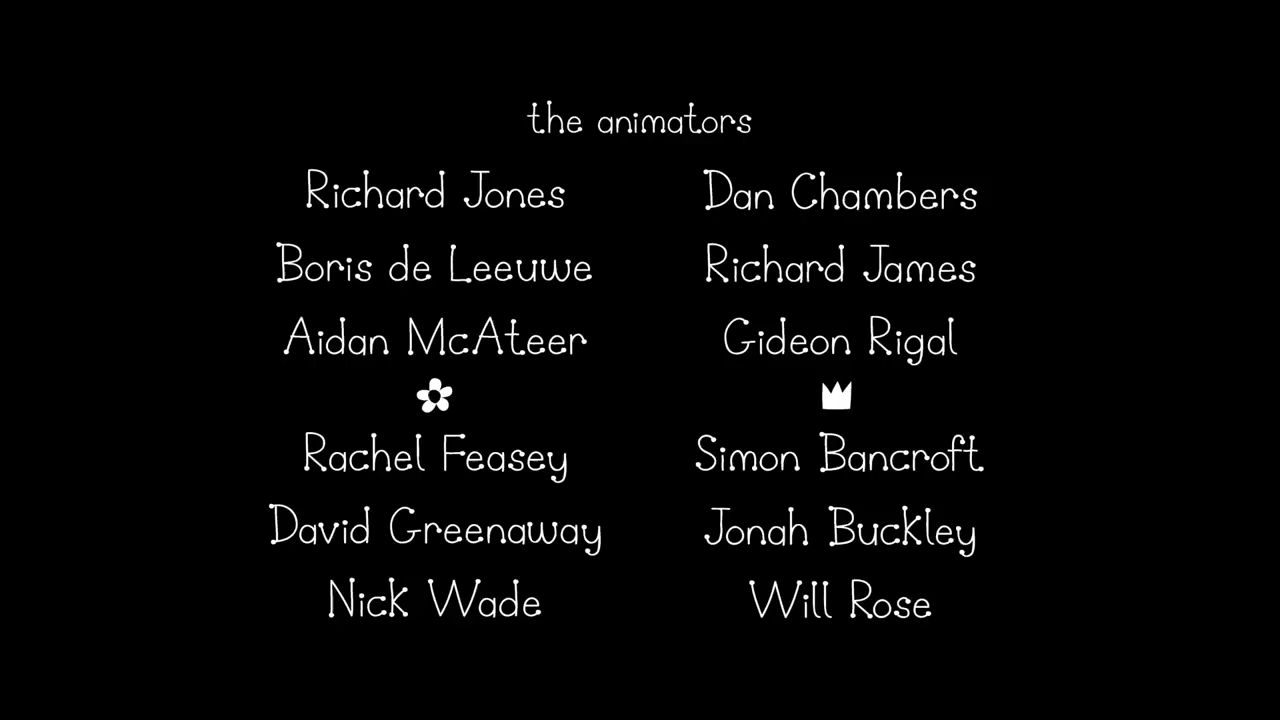 the animators
Richard Jones Dan Chambers
Boris de Leeuwe Richard James
Aidan McAteer Gideon Rigal
Rachel Feasey Simon Bancroft
David Greenaway Jonah Buckley
Nick Wade Will Rose